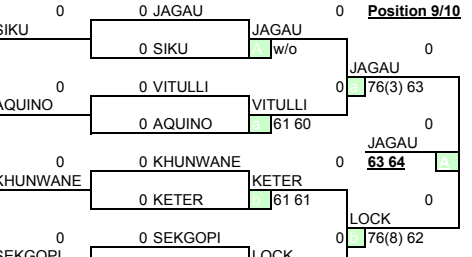 0 0 JAGAU 0 Position 9/10
SIKU JAGAU
0 SIKU A w/o 0
JAGAU
0 0 VITULLI 0 a 76(3) 63
AQUINO VITULLI
0 AQUINO a 61 60 0
JAGAU
0 0 KHUNWANE 0 63 64 A
KHUNWANE KETER
0 KETER b 61 61 0
LOCK
0 0 SEKGOPI 0 b 76(8) 62
SEKGOPI LOCK